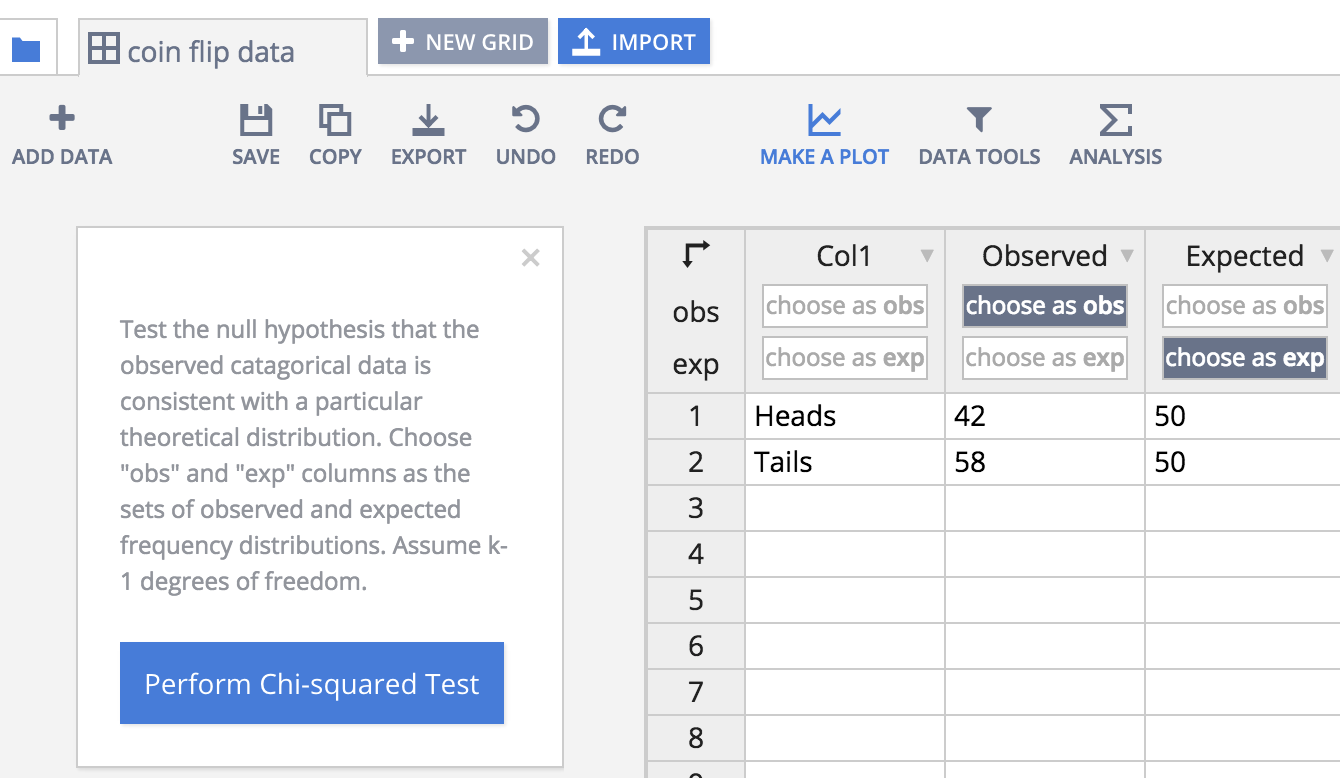 coin flip data
NEW GRID
IMPORT
ADD DATA
SAVE
COPY
EXPORT
UNDO
REDO
MAKE A PLOT
DATA TOOLS
ANALYSIS
Test the null hypothesis that the
observed catagorical data is
consistent with a particular
theoretical distribution. Choose
"obs" and "exp" columns as the
sets of observed and expected
frequency distributions. Assume k-
1 degrees of freedom.
Perform Chi-squared Test
Col1 Observed Expected
obs choose as obs choose as obs choose as obs
exp choose as exp choose as exp choose as exp
1 Heads 42 50
2 Tails 58 50
3
4
5
6
7
8